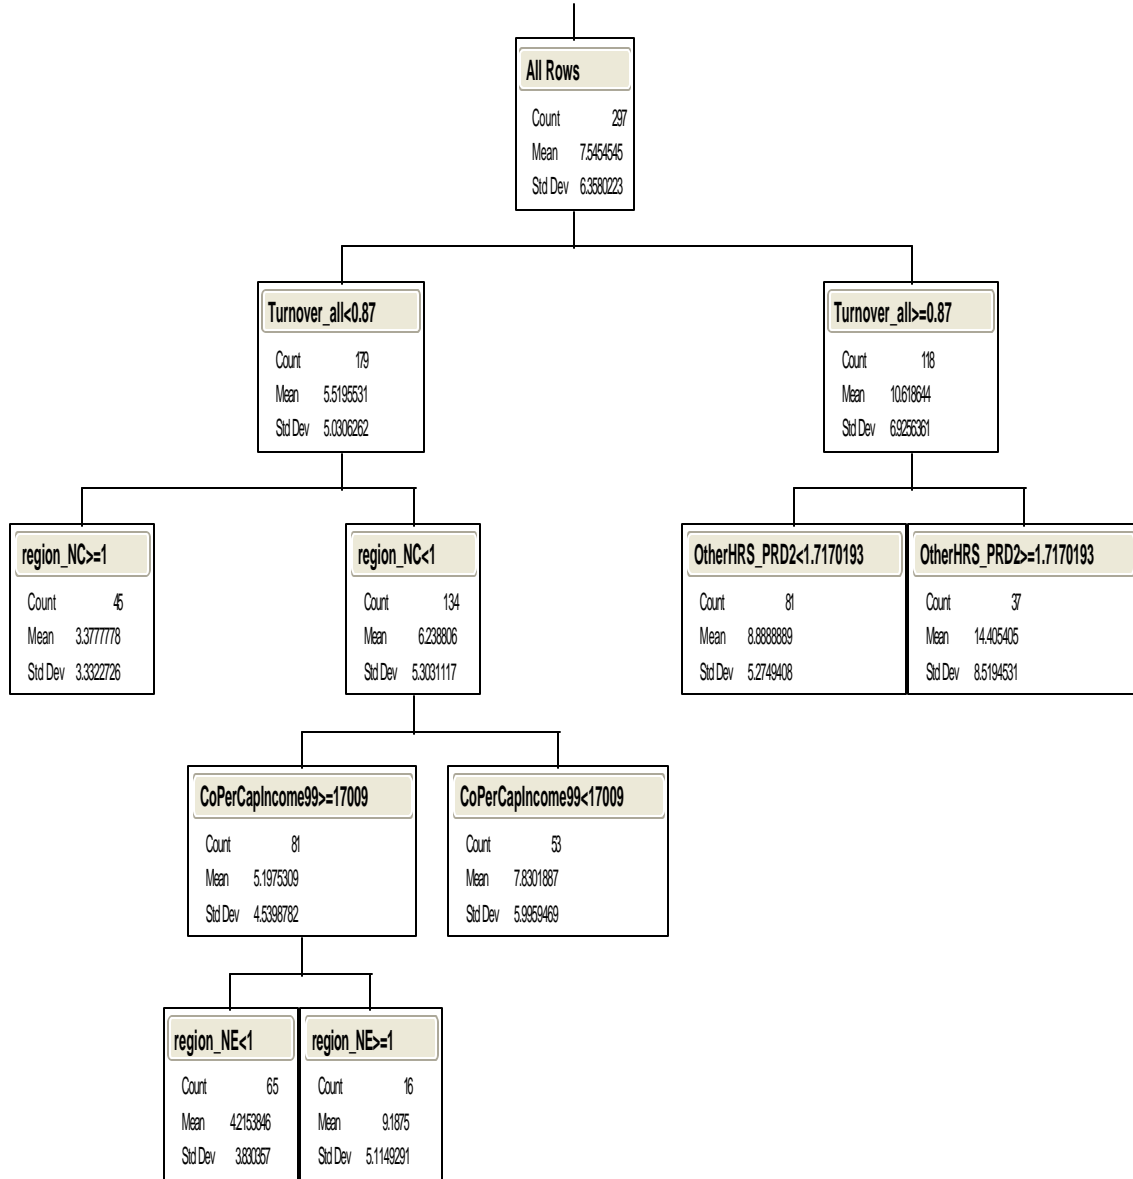 All Rows
Count 297
Mean 7.5454545
Std Dev 6.3580223
Turnover_all<0.87
Count 179
Mean 5.5195531
Std Dev 5.0306262
Turnover_all>=0.87
Count 118
Mean 10.618644
Std Dev 6.9256361
region_NC>=1
Count 45
Mean 3.3777778
Std Dev 3.3322726
region_NC<1
Count 134
Mean 6.238806
Std Dev 5.3031117
OtherHRS_PRD2<1.7170193
Count 81
Mean 8.8888889
Std Dev 5.2749408
OtherHRS_PRD2>=1.7170193
Count 37
Mean 14.405405
Std Dev 8.5194531
CoPerCapIncome99>=17009
Count 81
Mean 5.1975309
Std Dev 4.5398782
CoPerCapIncome99<17009
Count 53
Mean 7.8301887
Std Dev 5.9959469
region_NE<1
Count 65
Mean 4.2153846
Std Dev 3.830357
region_NE>=1
Count 16
Mean 9.1875
Std Dev 5.1149291